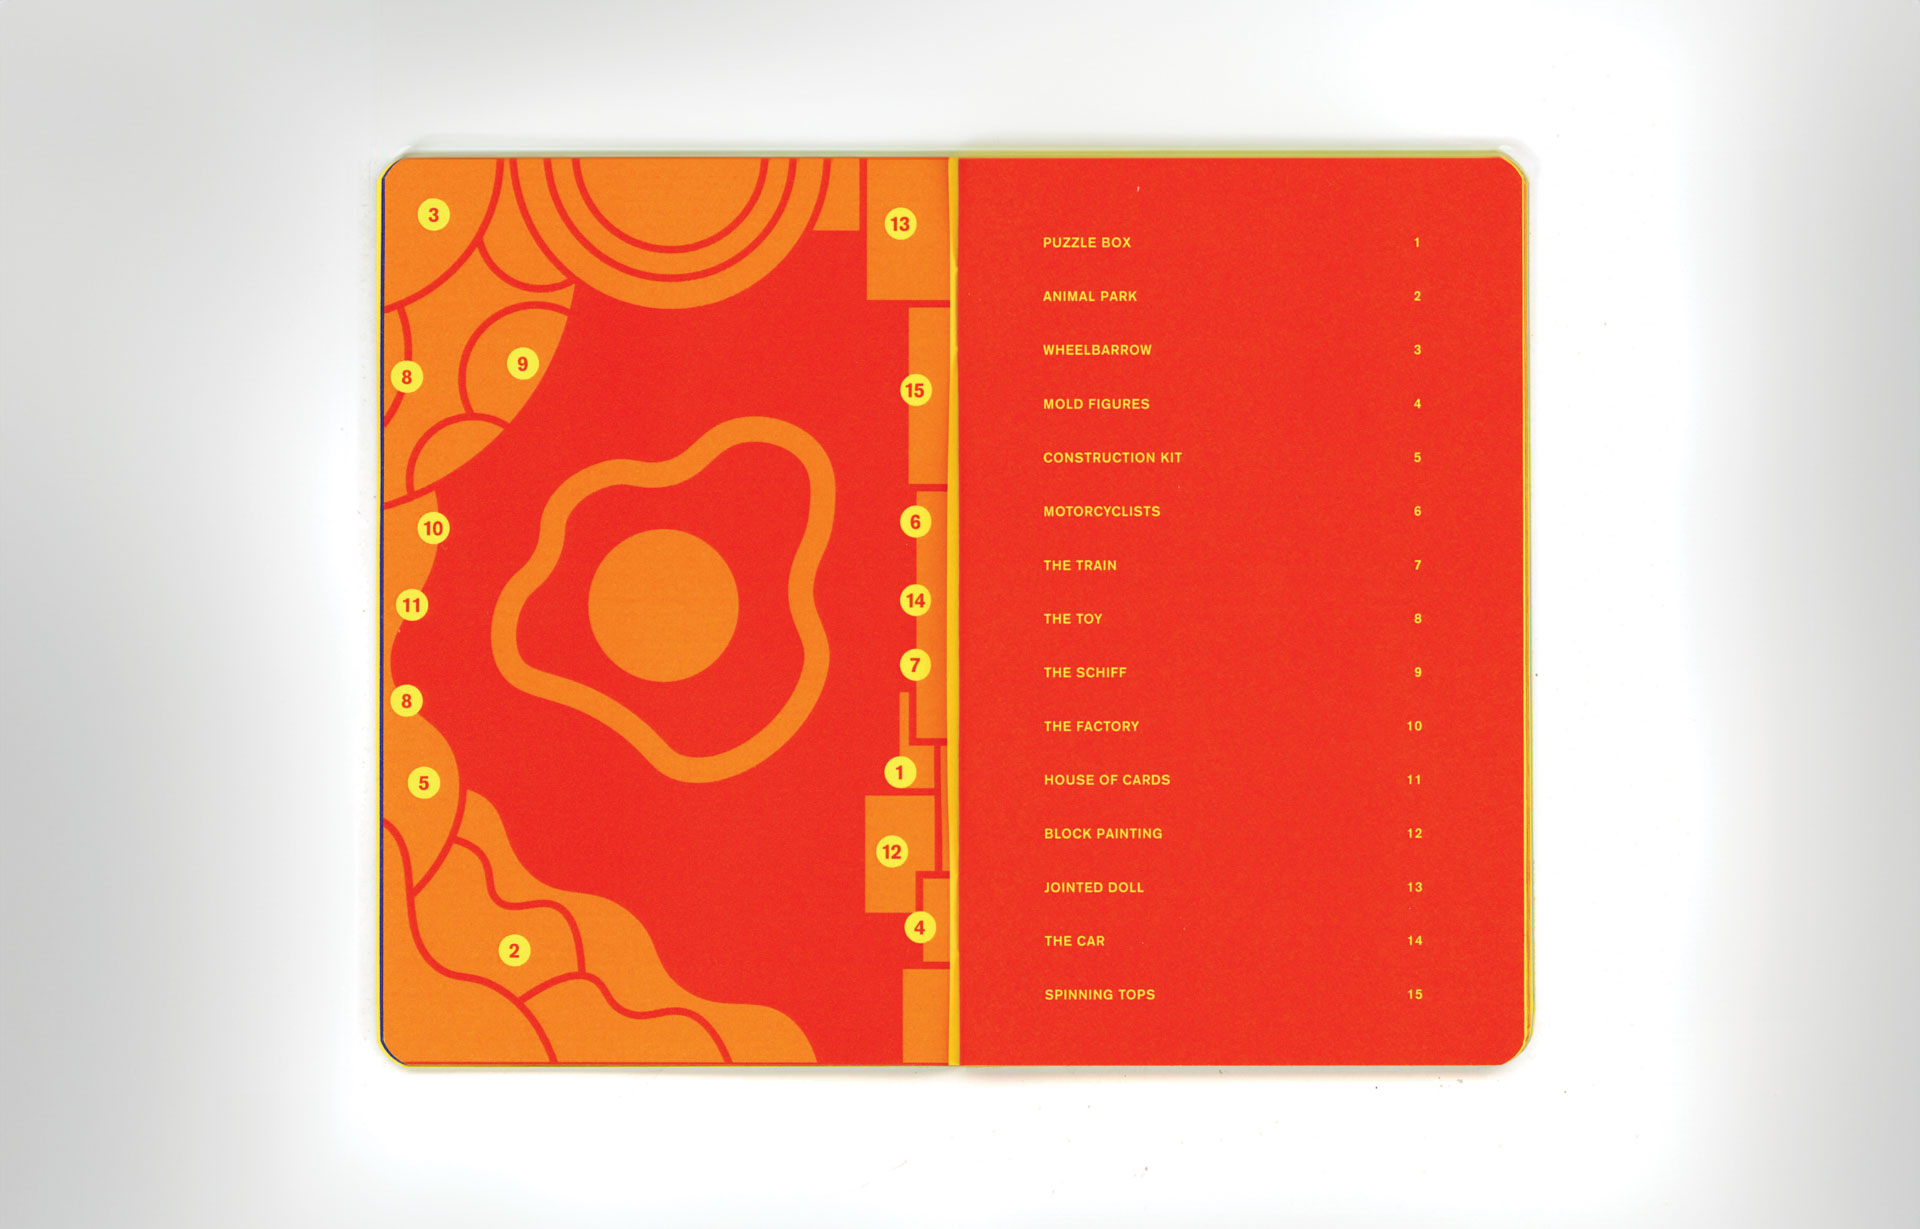 3
13
9
8
15
10
6
11
14
7
8
1
5
12
4
2
PUZZLE BOX 1
ANIMAL PARK 2
WHEELBARROW 3
MOLD FIGURES 4
CONSTRUCTION KIT 5
MOTORCYCLISTS 6
THE TRAIN 7
THE TOY 8
THE SCHIFF 9
THE FACTORY 10
HOUSE OF CARDS 11
BLOCK PAINTING 12
JOINTED DOLL 13
THE CAR 14
SPINNING TOPS 15